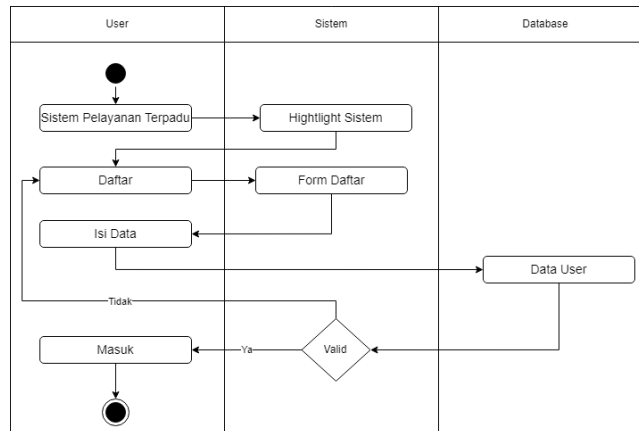 User
Sistem
Database
Sistem Pelayanan Terpadu
Hightlight Sistem
Daftar
Form Daftar
Isi Data
Data User
Tidak
Masuk
Ya
Valid